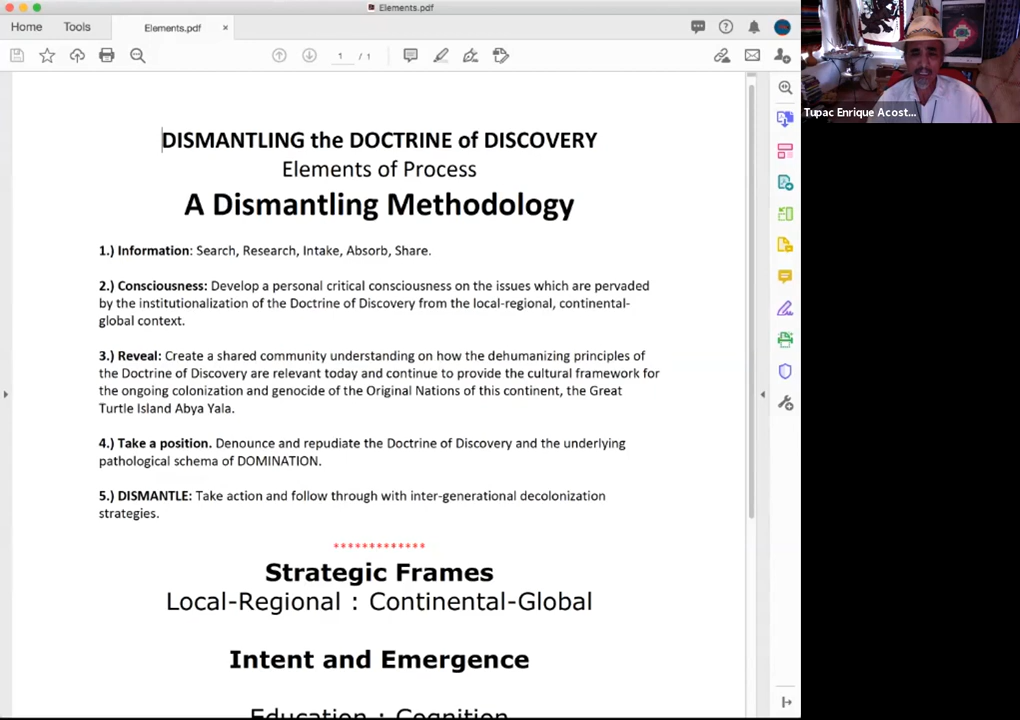 Elements.pdf
Home Tools Elements.pdf ×
1 / 1
Tupac Enrique Acost...
DISMANTLING the DOCTRINE of DISCOVERY
Elements of Process
A Dismantling Methodology
1.) Information: Search, Research, Intake, Absorb, Share.
2.) Consciousness: Develop a personal critical consciousness on the issues which are pervaded
by the institutionalization of the Doctrine of Discovery from the local-regional, continental-
global context.
3.) Reveal: Create a shared community understanding on how the dehumanizing principles of
the Doctrine of Discovery are relevant today and continue to provide the cultural framework for
the ongoing colonization and genocide of the Original Nations of this continent, the Great
Turtle Island Abya Yala.
4.) Take a position. Denounce and repudiate the Doctrine of Discovery and the underlying
pathological schema of DOMINATION.
5.) DISMANTLE: Take action and follow through with inter-generational decolonization
strategies.
*************
Strategic Frames
Local-Regional : Continental-Global
Intent and Emergence
Education : Cognition